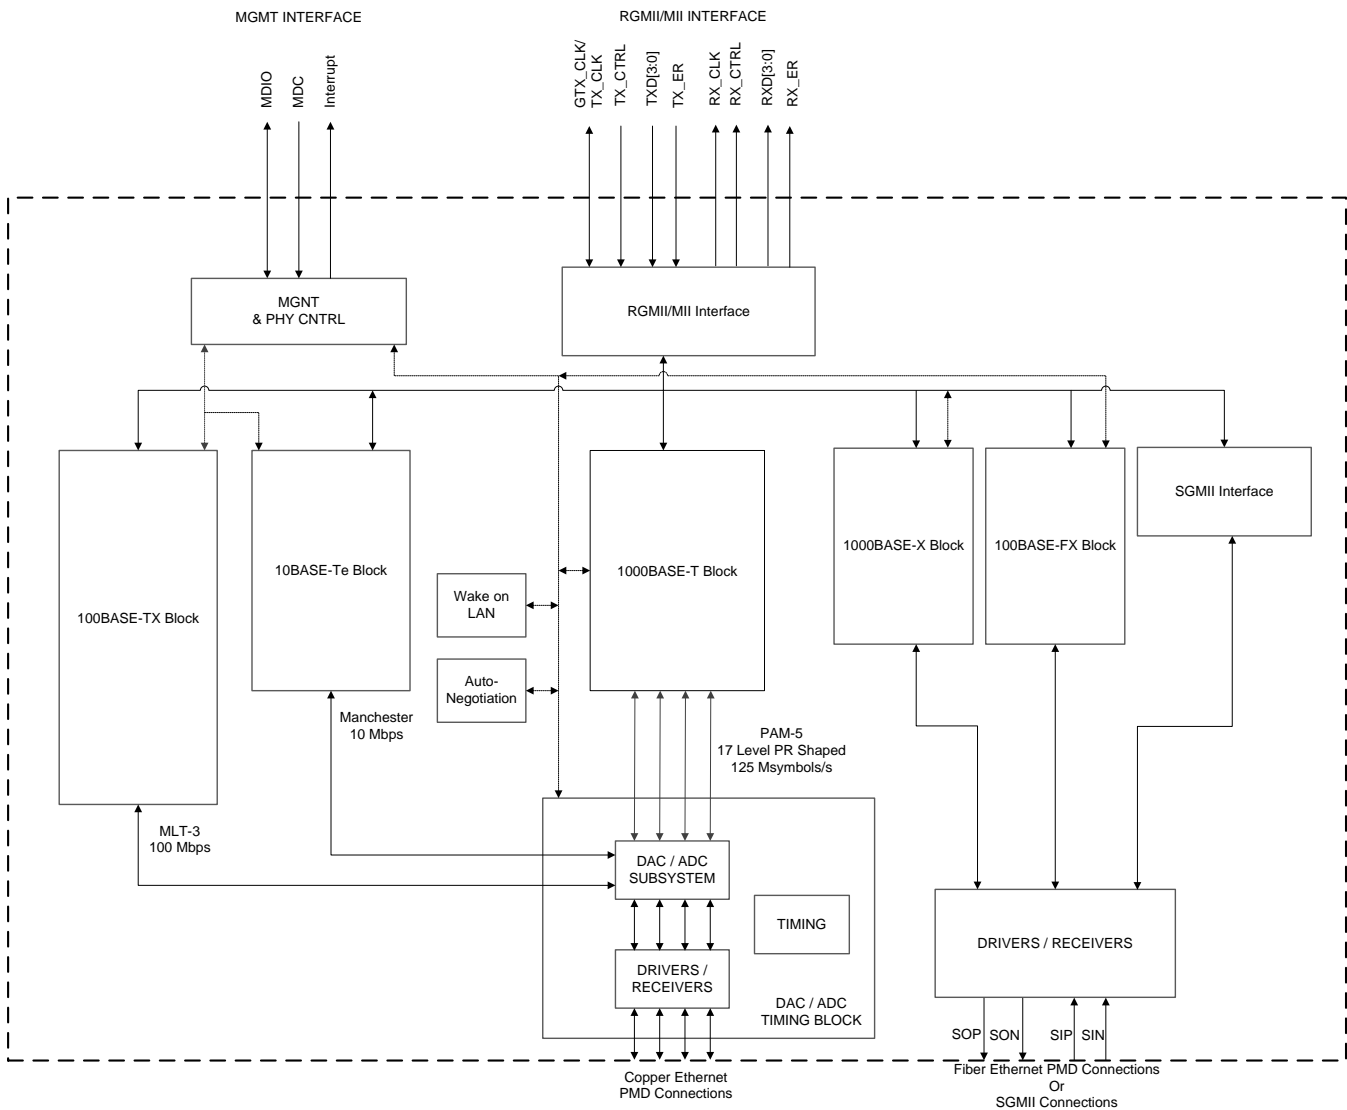 MGMT INTERFACE
RGMII/MII INTERFACE
MDIO
MDC
Interrupt
GTX_CLK/
TX_CLK
TX_CTRL
TXD[3:0]
TX_ER
RX_CLK
RX_CTRL
RXD[3:0]
RX_ER
MGNT
& PHY CNTRL
RGMII/MII Interface
100BASE-TX Block
10BASE-Te Block
Wake on
LAN
Auto-
Negotiation
1000BASE-T Block
1000BASE-X Block
100BASE-FX Block
SGMII Interface
Manchester
10 Mbps
PAM-5
17 Level PR Shaped
125 Msymbols/s
MLT-3
100 Mbps
DAC / ADC
SUBSYSTEM
TIMING
DRIVERS /
RECEIVERS
DAC / ADC
TIMING BLOCK
DRIVERS / RECEIVERS
SOP
SON
SIP
SIN
Copper Ethernet
PMD Connections
Fiber Ethernet PMD Connections
Or
SGMII Connections